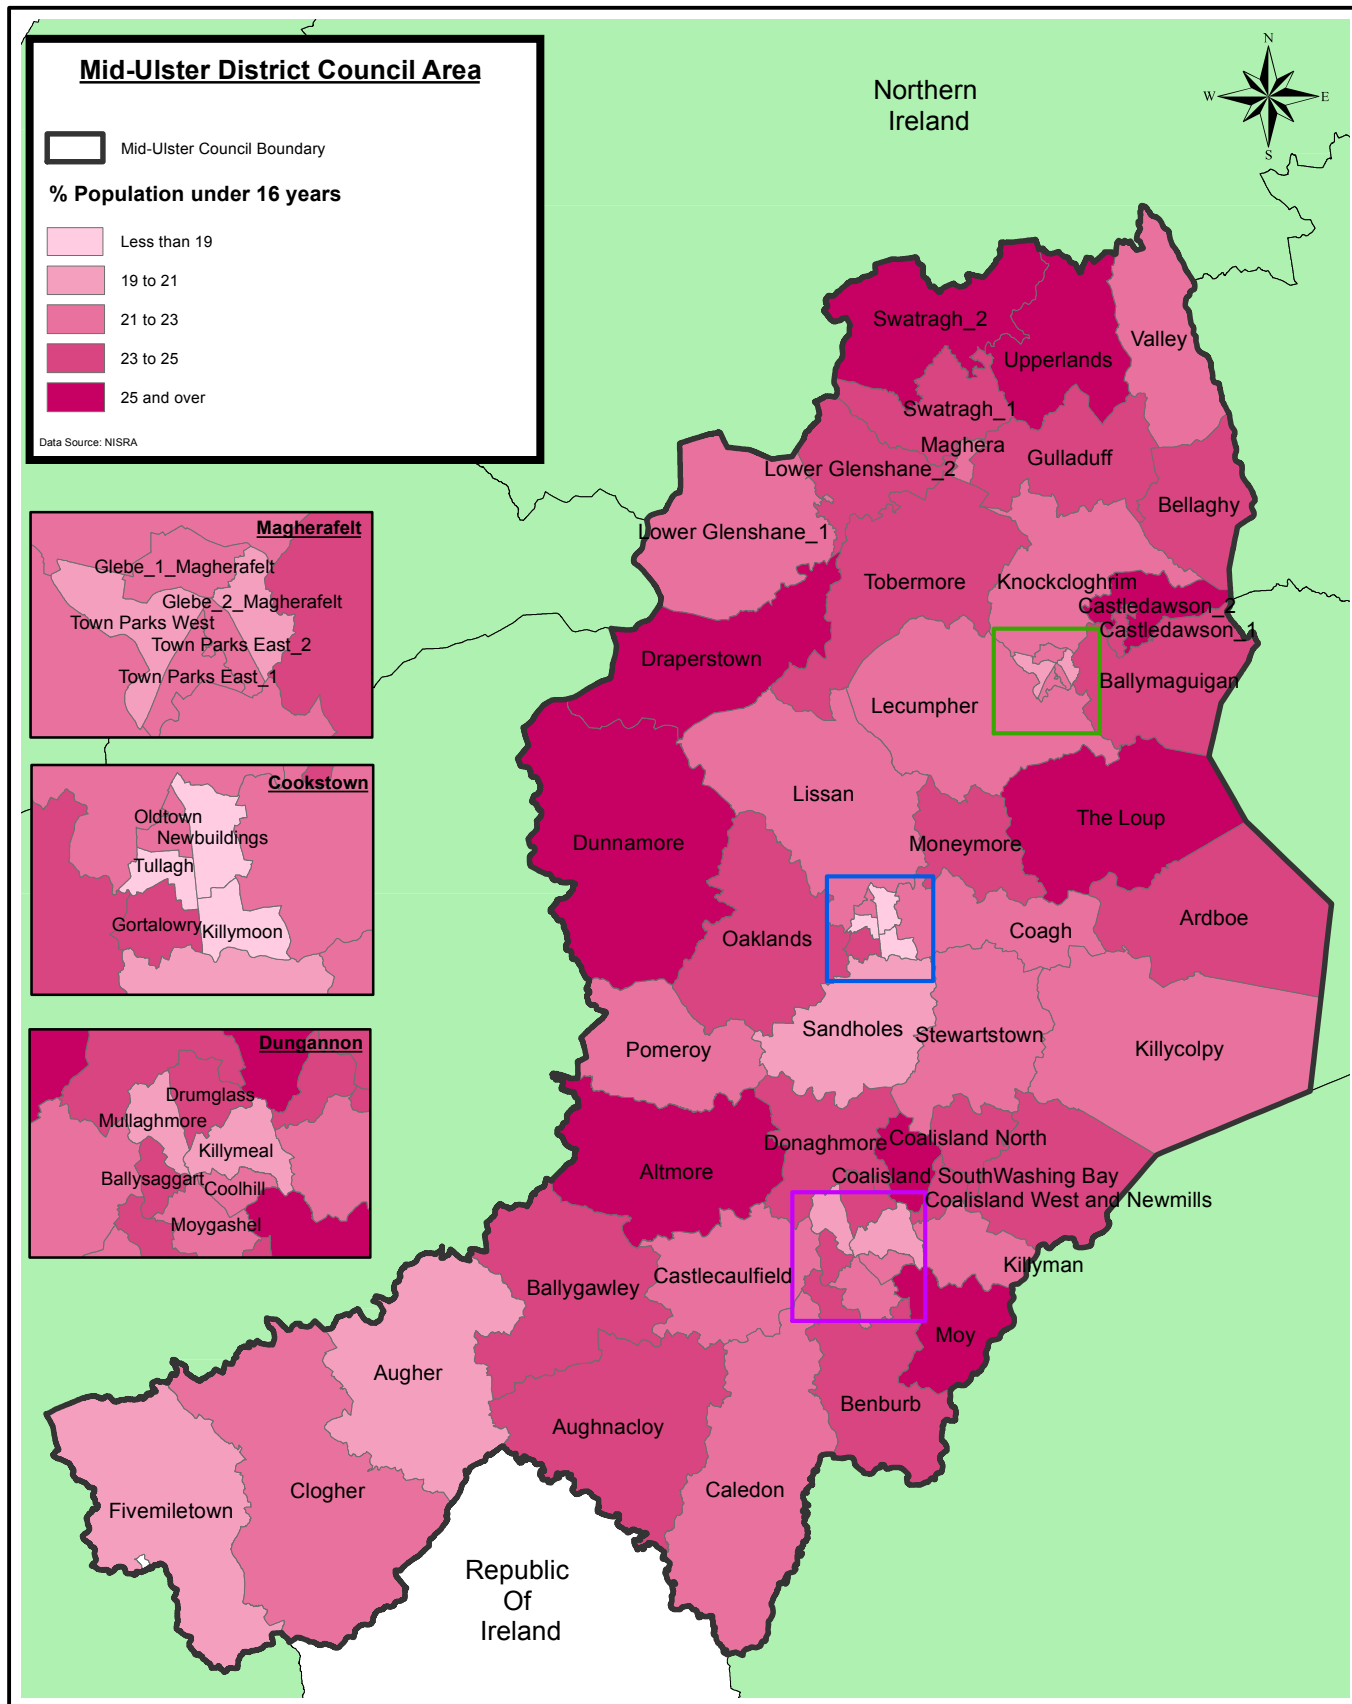 Mid-Ulster District Council Area
Mid-Ulster Council Boundary
% Population under 16 years
Less than 19
19 to 21
21 to 23
23 to 25
25 and over
Data Source: NISRA
Northern
Ireland
N
W
E
S
Swatragh_2
Valley
Upperlands
Swatragh_1
Maghera
Gulladuff
Lower Glenshane_2
Bellaghy
Lower Glenshane_1
Tobermore
Knockcloghrim
Castledawson_2
Castledawson_1
Draperstown
Ballymaguigan
Lecumpher
Lissan
The Loup
Dunnamore
Moneymore
Ardboe
Coagh
Oaklands
Sandholes
Stewartstown
Pomeroy
Killycolpy
Donaghmore
Coalisland North
Altmore
Coalisland South
Washing Bay
Coalisland West and Newmills
Killyman
Castlecaulfield
Ballygawley
Moy
Augher
Benburb
Aughnacloy
Caledon
Clogher
Fivemiletown
Republic
Of
Ireland
Magherafelt
Glebe_1_Magherafelt
Glebe_2_Magherafelt
Town Parks West
Town Parks East_2
Town Parks East_1
Cookstown
Oldtown
Newbuildings
Tullagh
Gortalowry
Killymoon
Dungannon
Drumglass
Mullaghmore
Killymeal
Ballysaggart
Coolhill
Moygashel